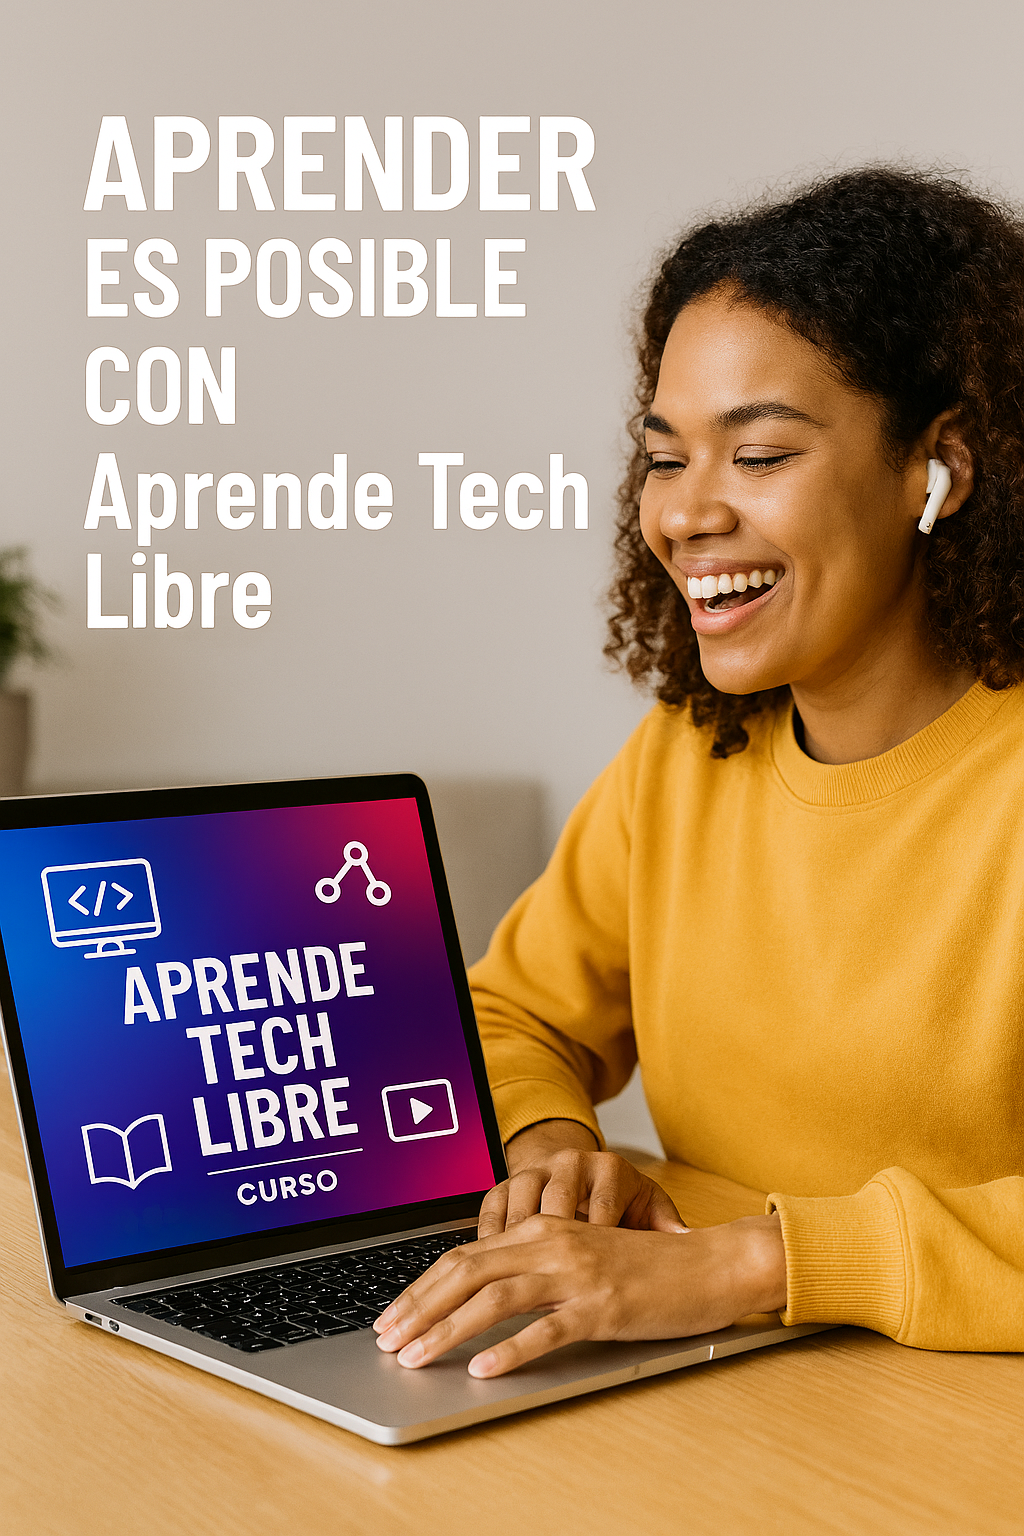 APRENDER
ES POSIBLE
CON
Aprende Tech
Libre
APRENDE
TECH
LIBRE
CURSO